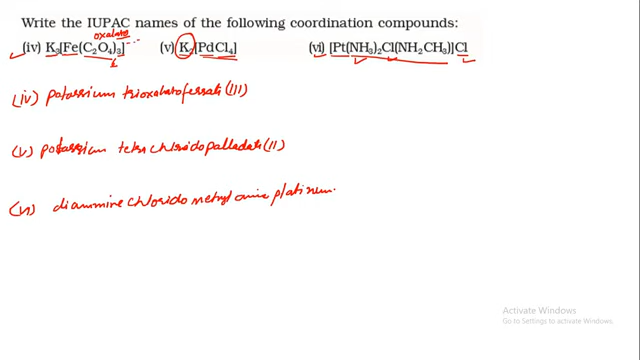 Write the IUPAC names of the following coordination compounds:
oxalato
(iv) K₃[Fe(C₂O₄)₃] (v) K₂[PdCl₄] (vi) [Pt(NH₃)₂Cl(NH₂CH₃)]Cl
(iv) potassium trioxalatoferrate (III)
(v) potassium tetrachloridopalladate (II)
(vi) diammine chlorido methyl amine platinum
Activate Windows
Go to Settings to activate Windows.